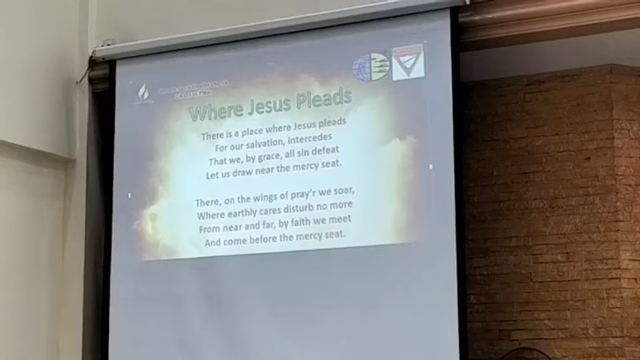 Where Jesus Pleads
There is a place where Jesus pleads
For our salvation, intercedes
That we, by grace, all sin defeat
Let us draw near the mercy seat.
There, on the wings of pray'r we soar,
Where earthly cares disturb no more
From near and far, by faith we meet
And come before the mercy seat.